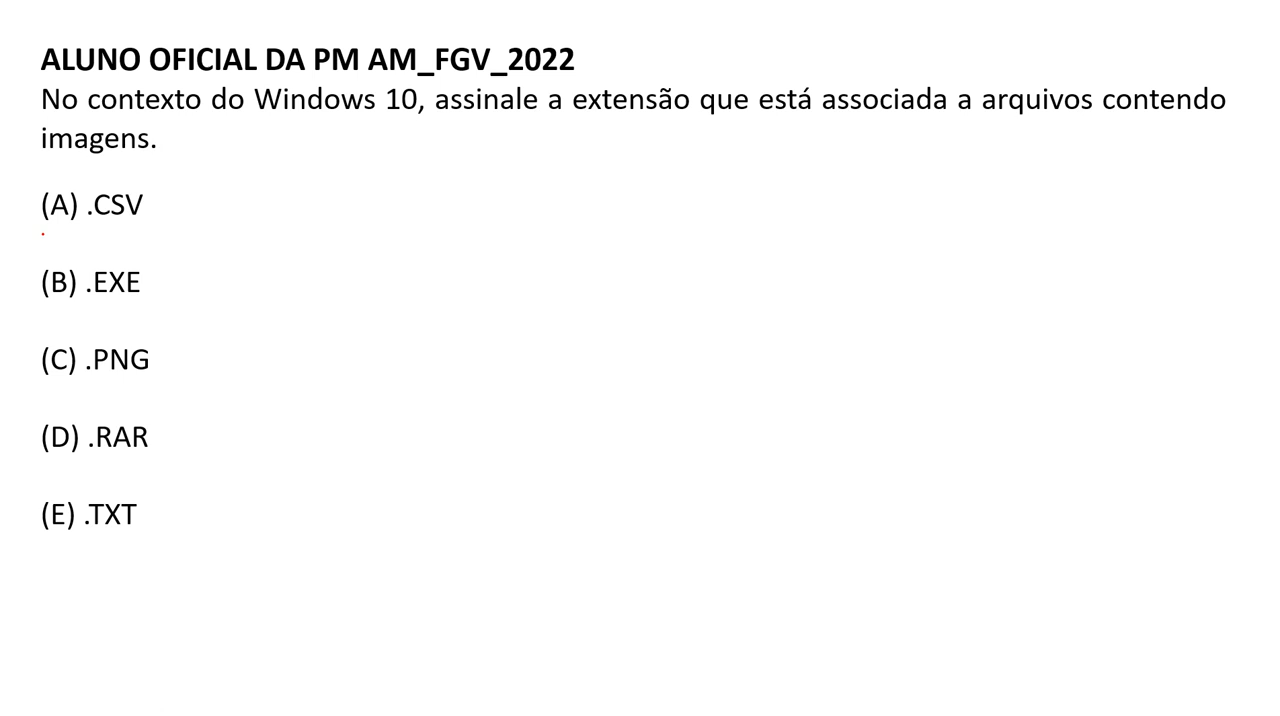 ALUNO OFICIAL DA PM AM_FGV_2022
No contexto do Windows 10, assinale a extensão que está associada a arquivos contendo
imagens.
(A) .CSV
(B) .EXE
(C) .PNG
(D) .RAR
(E) .TXT